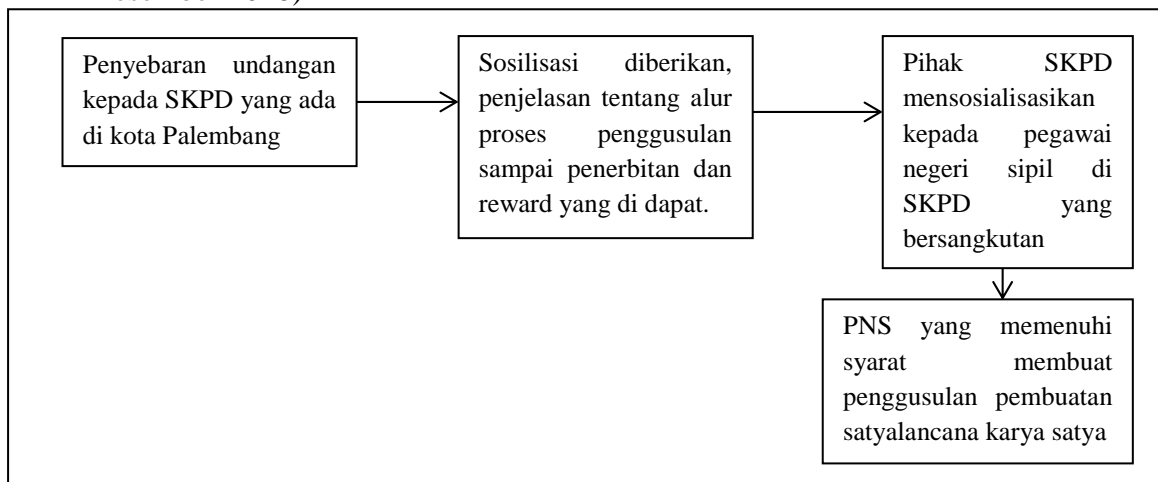 Penyebaran undangan
kepada SKPD yang ada
di kota Palembang
Sosilisasi diberikan,
penjelasan tentang alur
proses penggusulan
sampai penerbitan dan
reward yang di dapat.
Pihak SKPD
mensosialisasikan
kepada pegawai
negeri sipil di
SKPD yang
bersangkutan
PNS yang memenuhi
syarat membuat
penggusulan pembuatan
satyalancana karya satya